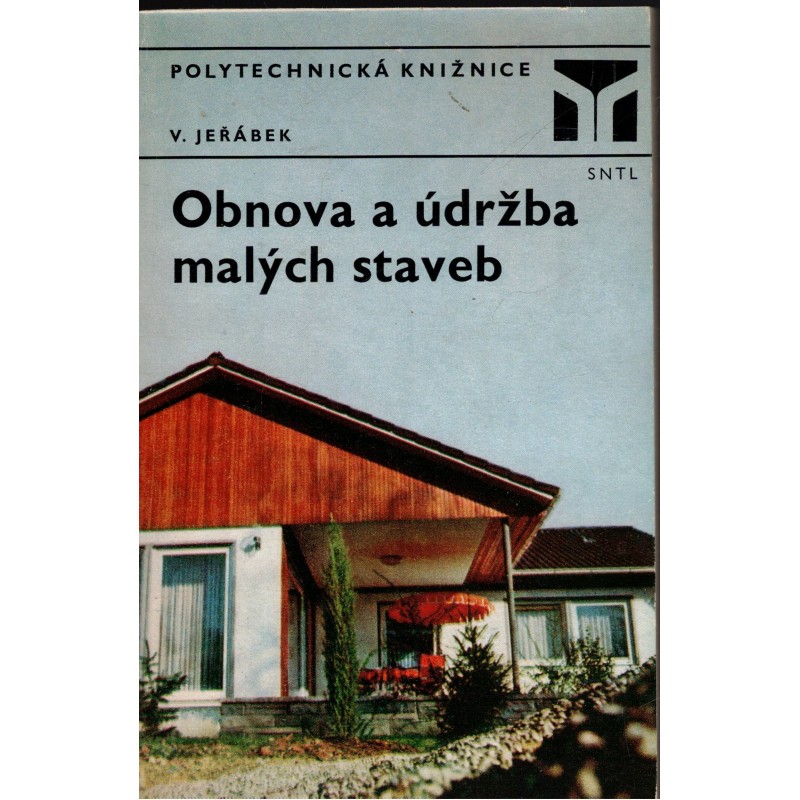 POLYTECHNICKÁ KNIŽNICE
V. JEŘÁBEK
SNTL
Obnova a údržba
malých staveb